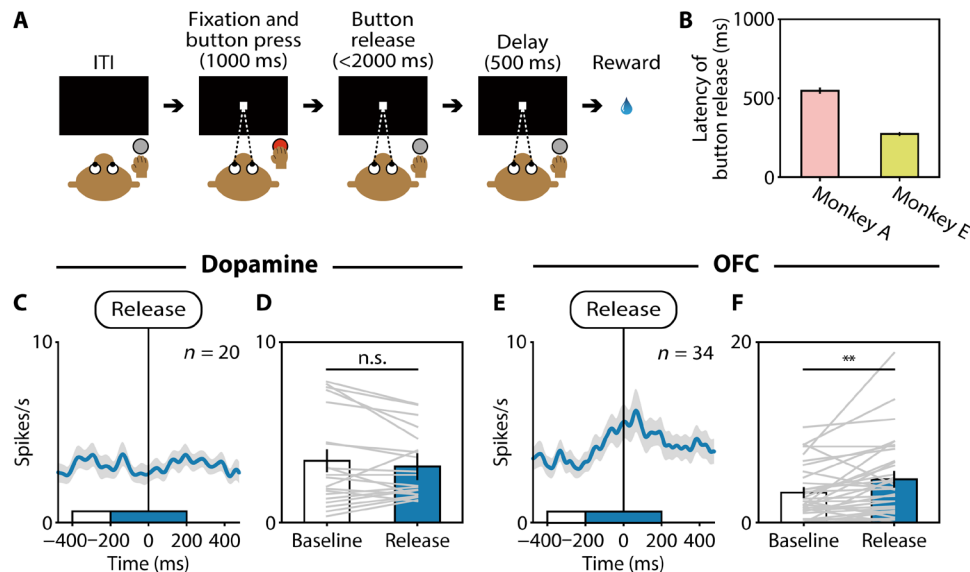 A
ITI
Fixation and
button press
(1000 ms)
Button
release
(<2000 ms)
Delay
(500 ms)
Reward
B
Latency of
button release (ms)
1000
500
0
Monkey A
Monkey E
Dopamine
OFC
C
Release
n = 20
Spikes/s
10
0
−400 −200 0 200 400
Time (ms)
D
n.s.
10
0
Baseline Release
E
Release
n = 34
Spikes/s
10
0
−400 −200 0 200 400
Time (ms)
F
**
20
0
Baseline Release